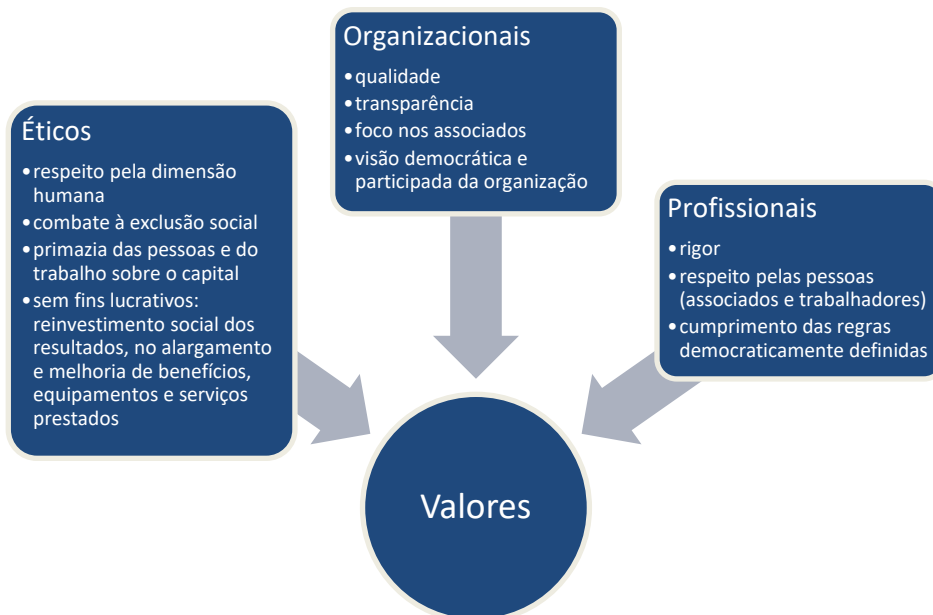 Éticos
•respeito pela dimensão
humana
•combate à exclusão social
•primazia das pessoas e do
trabalho sobre o capital
•sem fins lucrativos:
reinvestimento social dos
resultados, no alargamento
e melhoria de benefícios,
equipamentos e serviços
prestados
Organizacionais
•qualidade
•transparência
•foco nos associados
•visão democrática e
participada da organização
Profissionais
•rigor
•respeito pelas pessoas
(associados e trabalhadores)
•cumprimento das regras
democraticamente definidas
Valores